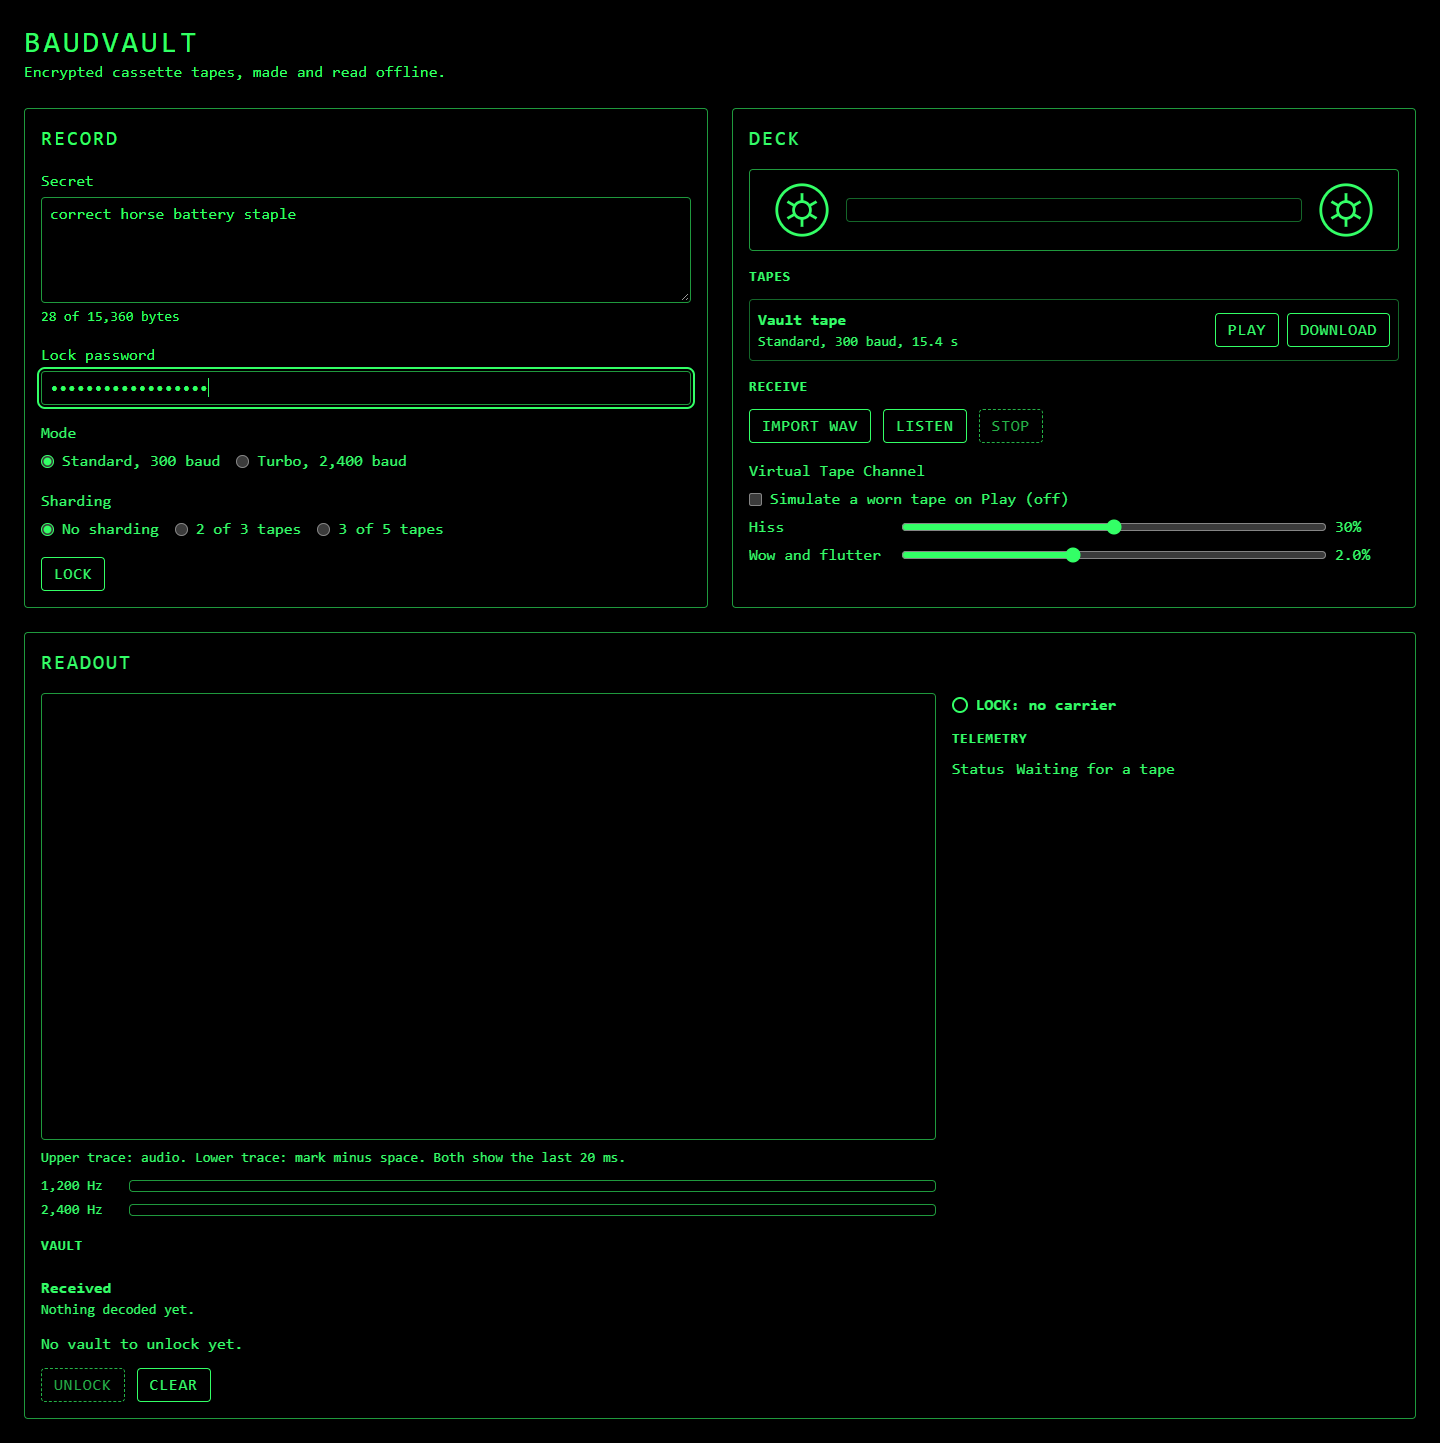 BAUDVAULT
Encrypted cassette tapes, made and read offline.
RECORD
Secret
correct horse battery staple
28 of 15,360 bytes
Lock password
••••••••••••••••••
Mode
Standard, 300 baud Turbo, 2,400 baud
Sharding
No sharding 2 of 3 tapes 3 of 5 tapes
LOCK
DECK
TAPES
Vault tape
Standard, 300 baud, 15.4 s
PLAY DOWNLOAD
RECEIVE
IMPORT WAV LISTEN STOP
Virtual Tape Channel
Simulate a worn tape on Play (off)
Hiss 30%
Wow and flutter 2.0%
READOUT
LOCK: no carrier
TELEMETRY
Status Waiting for a tape
Upper trace: audio. Lower trace: mark minus space. Both show the last 20 ms.
1,200 Hz
2,400 Hz
VAULT
Received
Nothing decoded yet.
No vault to unlock yet.
UNLOCK CLEAR